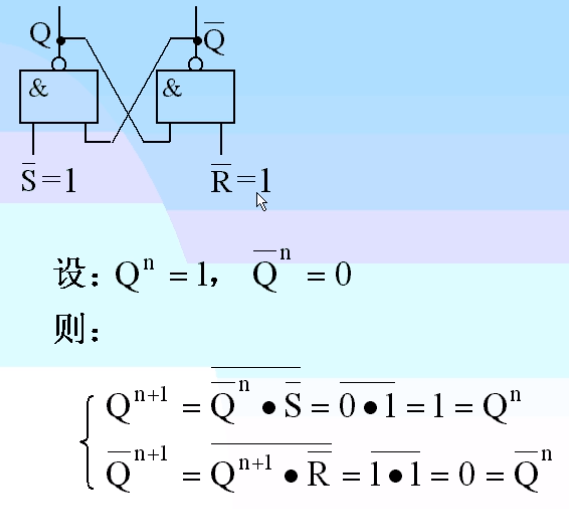 Q Q̅
& &
S̅=1 R̅=1
设：Qⁿ =1， Q̅ⁿ =0
则：
Qⁿ⁺¹ = \overline{Q̅ⁿ • S̅} = \overline{0 • 1} = 1 = Qⁿ
Q̅ⁿ⁺¹ = \overline{Qⁿ⁺¹ • R̅} = \overline{1 • 1} = 0 = Q̅ⁿ